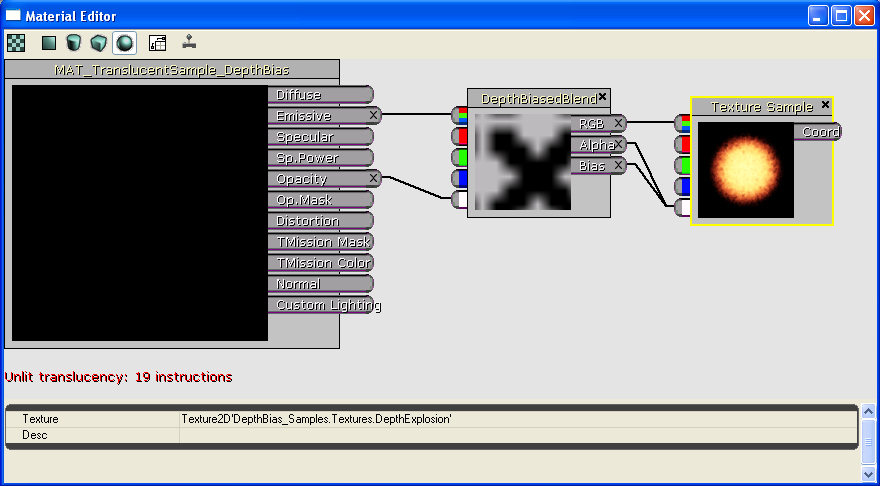 Material Editor
MAT_TranslucentSample_DepthBias
Diffuse
Emissive X
Specular
Sp.Power
Opacity X
Op.Mask
Distortion
TMission Mask
TMission Color
Normal
Custom Lighting
DepthBiasedBlend
RGB X
Alpha X
Bias X
Texture Sample
Coord
Unlit translucency: 19 instructions
Texture Texture2D'DepthBias_Samples.Textures.DepthExplosion'
Desc